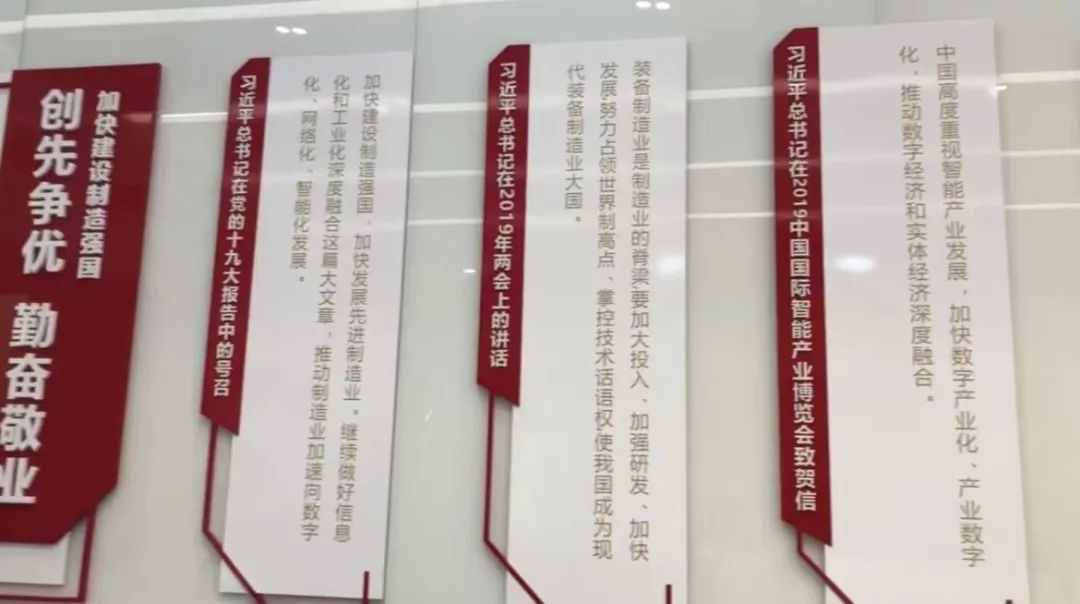 加快建设制造强国
创先争优 勤奋敬业
习近平总书记在党的十九大报告中的号召
加快建设制造强国,加快发展先进制造业。继续做好信息
化和工业化深度融合这篇大文章,推动制造业加速向数字
化、网络化、智能化发展。
习近平总书记在2019年两会上的讲话
装备制造业是制造业的脊梁,要加大投入、加强研发、加快
发展,努力占领世界制高点、掌控技术话语权,使我国成为现
代装备制造业大国。
习近平总书记在2019中国国际智能产业博览会致贺信
中国高度重视智能产业发展,加快数字产业化、产业数字
化,推动数字经济和实体经济深度融合。